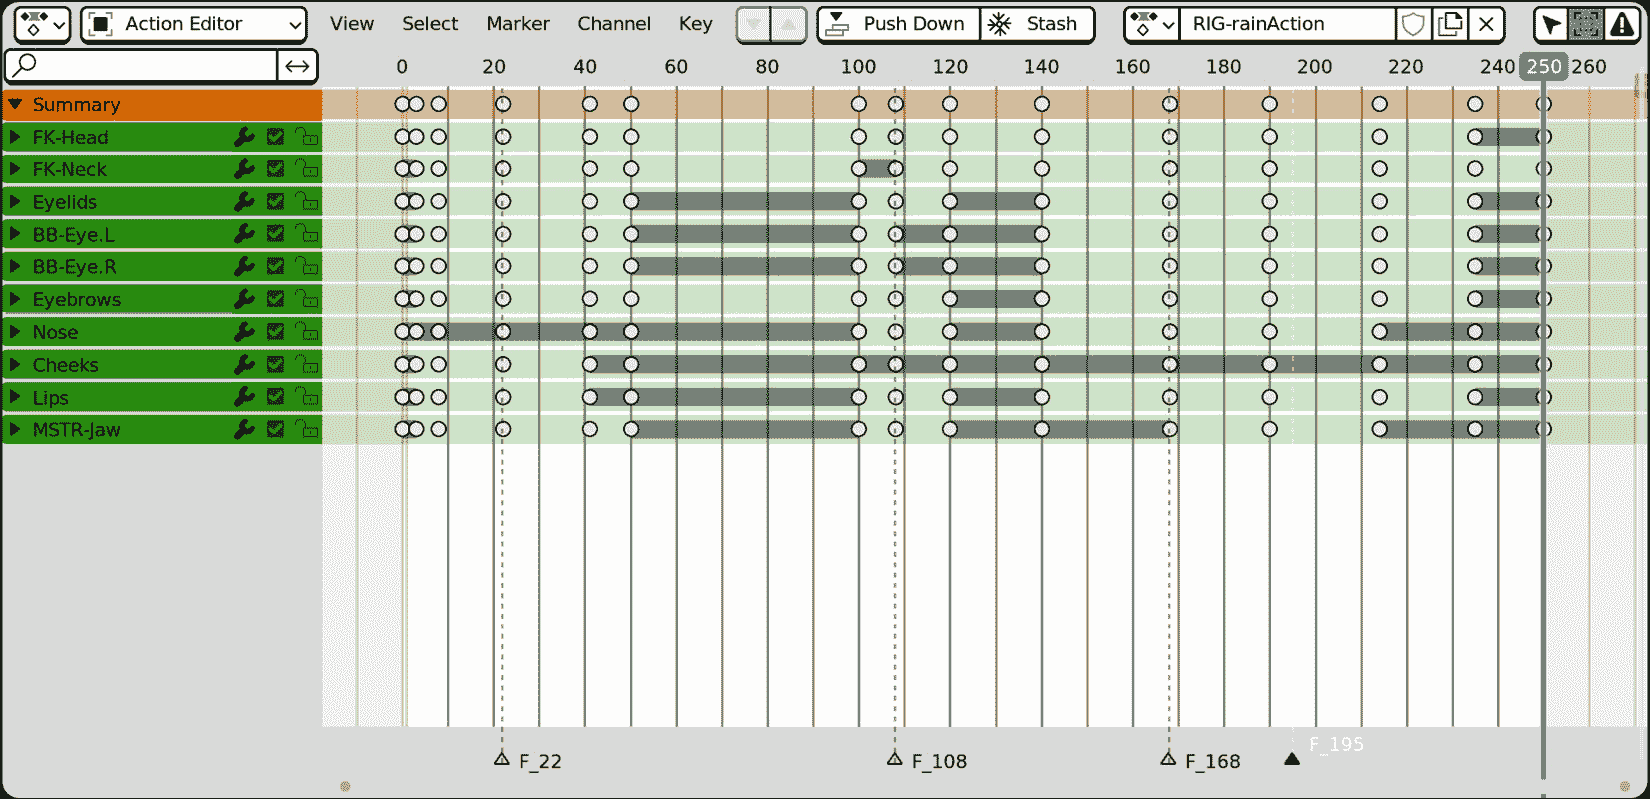 Action Editor View Select Marker Channel Key Push Down Stash RIG-rainAction
0 20 40 60 80 100 120 140 160 180 200 220 240 250 260
Summary
FK-Head
FK-Neck
Eyelids
BB-Eye.L
BB-Eye.R
Eyebrows
Nose
Cheeks
Lips
MSTR-Jaw
F_22 F_108 F_168 F_195